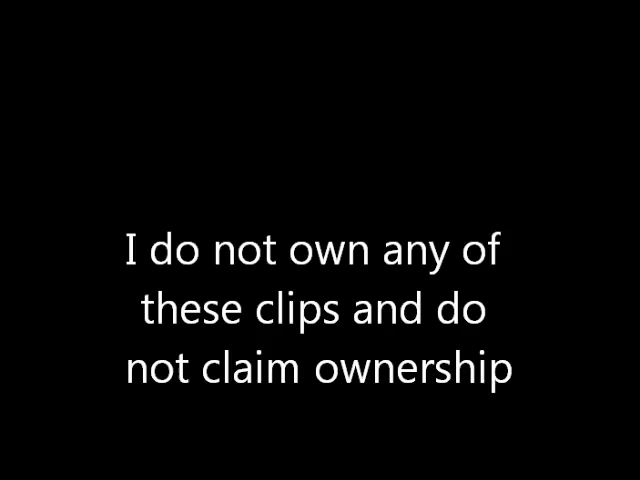 I do not own any of
these clips and do
not claim ownership